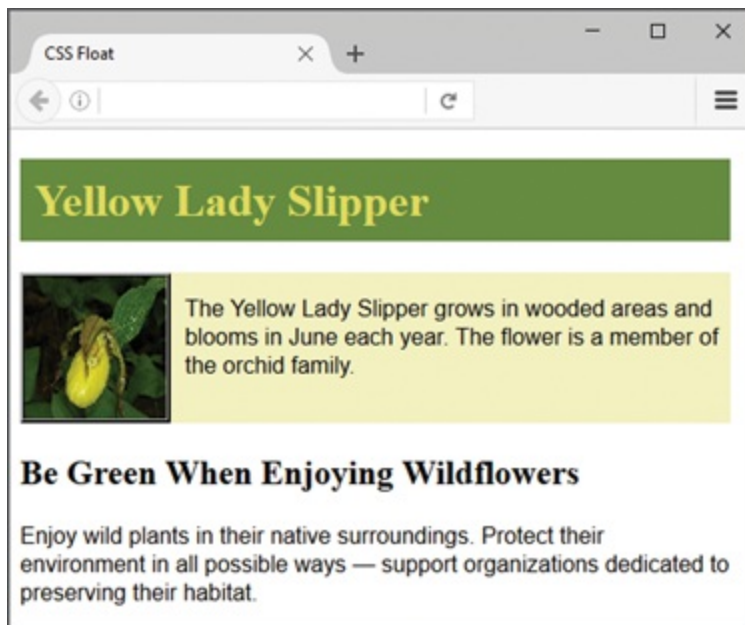 CSS Float
Yellow Lady Slipper
The Yellow Lady Slipper grows in wooded areas and
blooms in June each year. The flower is a member of
the orchid family.
Be Green When Enjoying Wildflowers
Enjoy wild plants in their native surroundings. Protect their
environment in all possible ways — support organizations dedicated to
preserving their habitat.